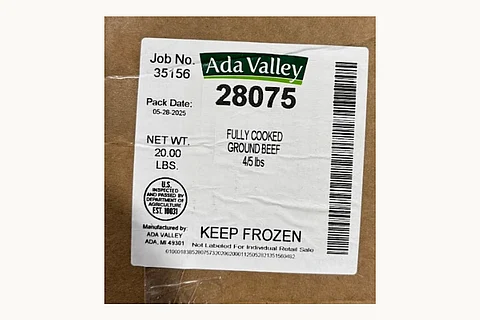 Job No.
35156
Ada Valley
28075
Pack Date:
05-28-2025
FULLY COOKED
GROUND BEEF
4/5 lbs
NET WT.
20.00
LBS.
U.S.
INSPECTED
AND PASSED BY
DEPARTMENT OF
AGRICULTURE
EST. 10031
Manufactured by
ADA VALLEY
ADA, MI 49301
KEEP FROZEN
Not Labeled For Individual Retail Sale